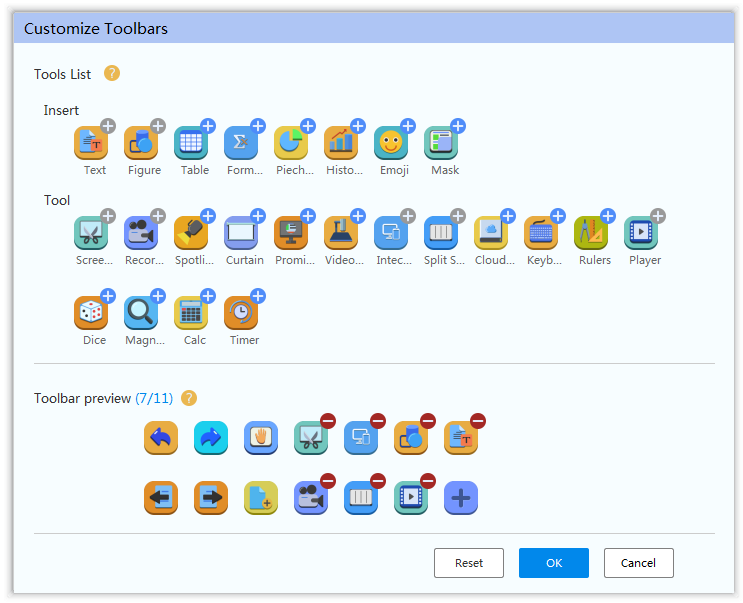 Customize Toolbars
Tools List ?
Insert
Text Figure Table Form... Piech... Histo... Emoji Mask
Tool
Scree... Recor... Spotli... Curtain Promi... Video... Intec... Split S... Cloud... Keyb... Rulers Player
Dice Magn... Calc Timer
Toolbar preview (7/11) ?
Reset OK Cancel